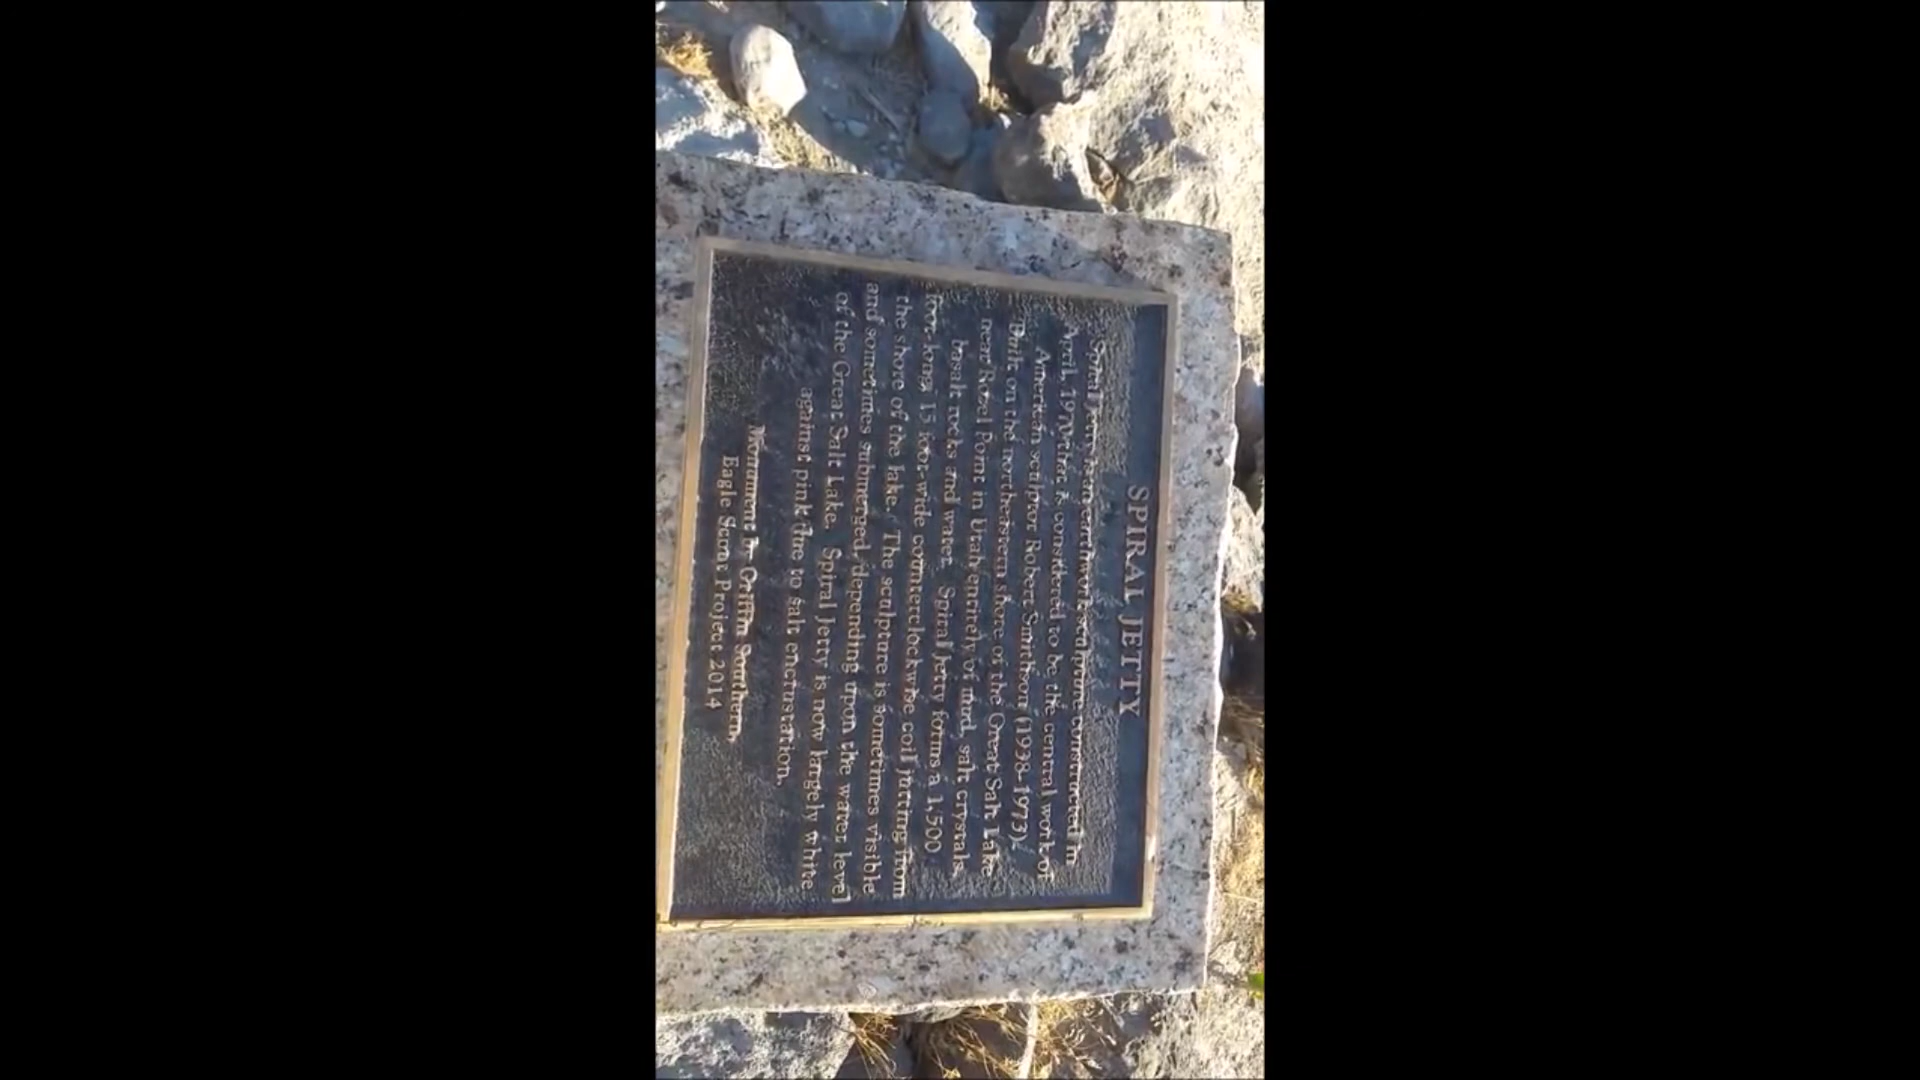 SPIRAL JETTY
Spiral Jetty is an earthwork sculpture constructed in
April, 1970 that is considered to be the central work of
American sculptor Robert Smithson (1938-1973).
Built on the northeastern shore of the Great Salt Lake
near Rozel Point in Utah entirely of mud, salt crystals,
basalt rocks and water, Spiral Jetty forms a 1,500
foot-long, 15 foot-wide counterclockwise coil jutting from
the shore of the lake. The sculpture is sometimes visible
and sometimes submerged, depending upon the water level
of the Great Salt Lake. Spiral Jetty is now largely white
against pink due to salt encrustation.
Monument by Griffin Southern,
Eagle Scout Project 2014